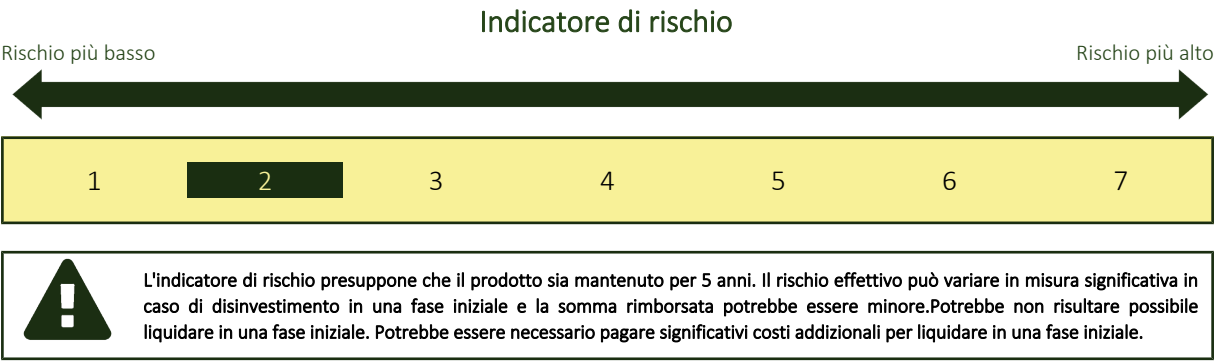 Indicatore di rischio
Rischio più basso
Rischio più alto
1 2 3 4 5 6 7
L'indicatore di rischio presuppone che il prodotto sia mantenuto per 5 anni. Il rischio effettivo può variare in misura significativa in
caso di disinvestimento in una fase iniziale e la somma rimborsata potrebbe essere minore.Potrebbe non risultare possibile
liquidare in una fase iniziale. Potrebbe essere necessario pagare significativi costi addizionali per liquidare in una fase iniziale.